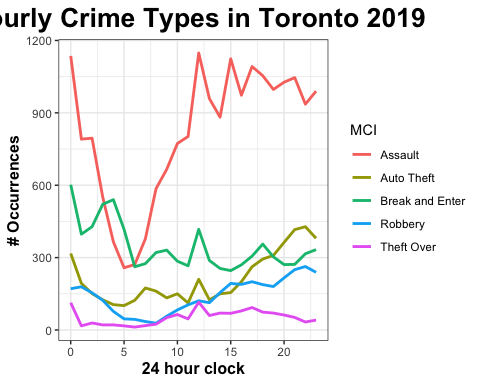 ourly Crime Types in Toronto 2019
1200
900
600
300
0
# Occurrences
0 5 10 15 20
24 hour clock
MCI
Assault
Auto Theft
Break and Enter
Robbery
Theft Over